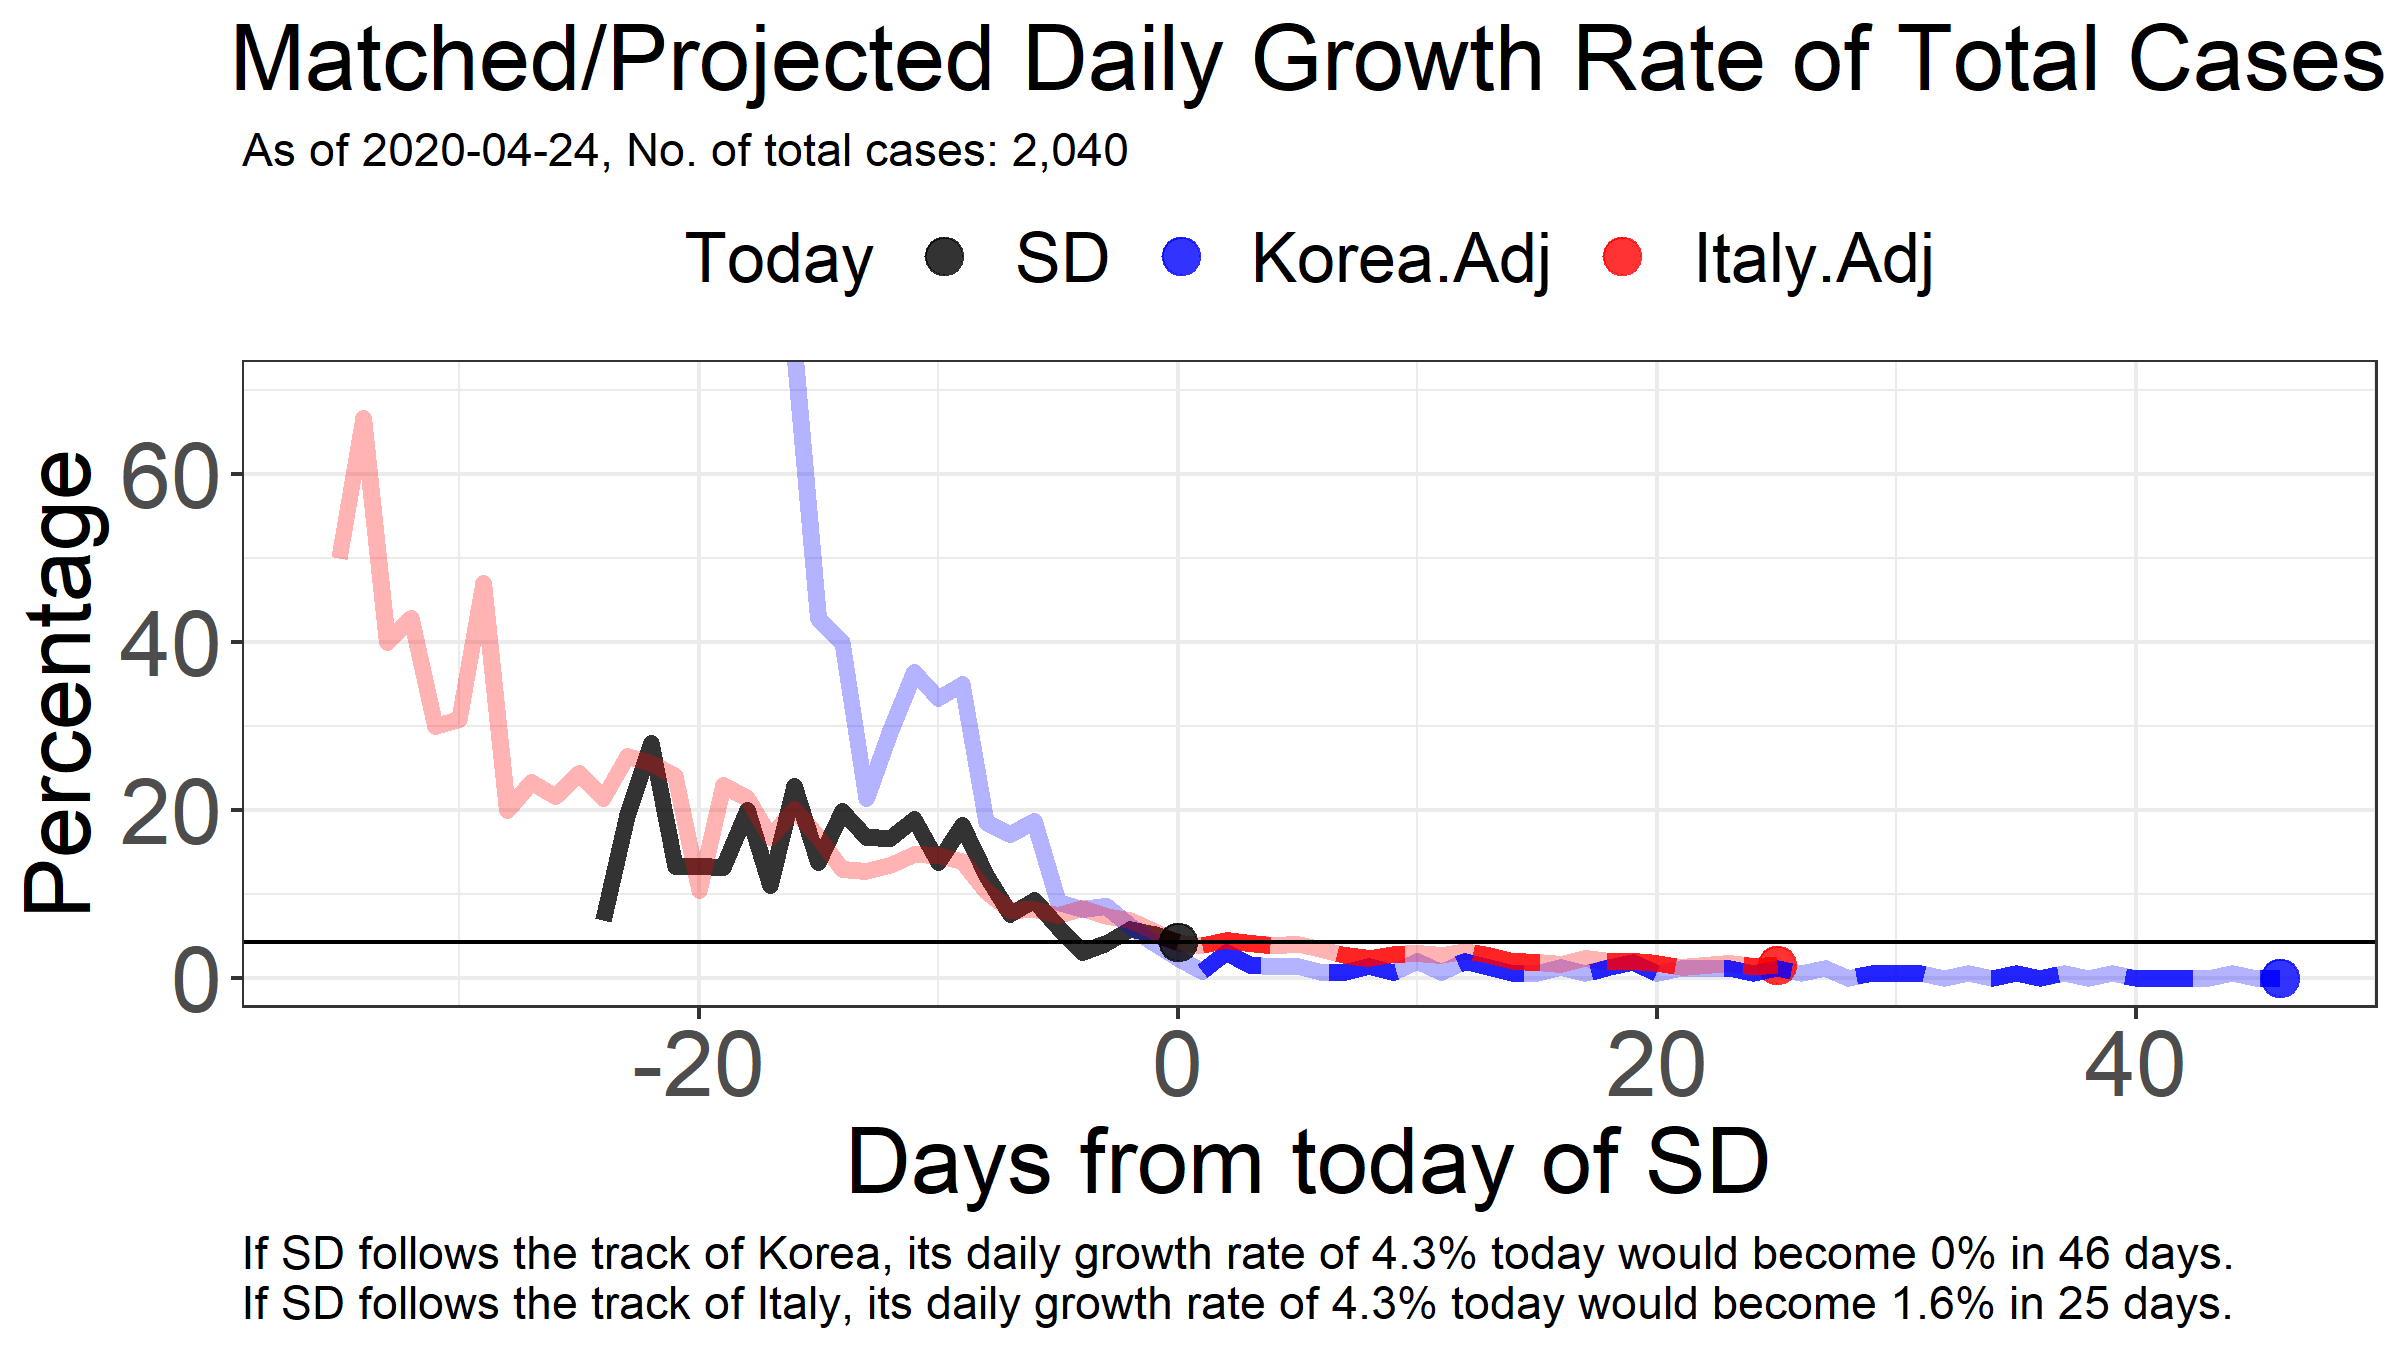 Matched/Projected Daily Growth Rate of Total Cases
As of 2020-04-24, No. of total cases: 2,040
Today SD Korea.Adj Italy.Adj
Percentage
60
40
20
0
-20 0 20 40
Days from today of SD
If SD follows the track of Korea, its daily growth rate of 4.3% today would become 0% in 46 days.
If SD follows the track of Italy, its daily growth rate of 4.3% today would become 1.6% in 25 days.